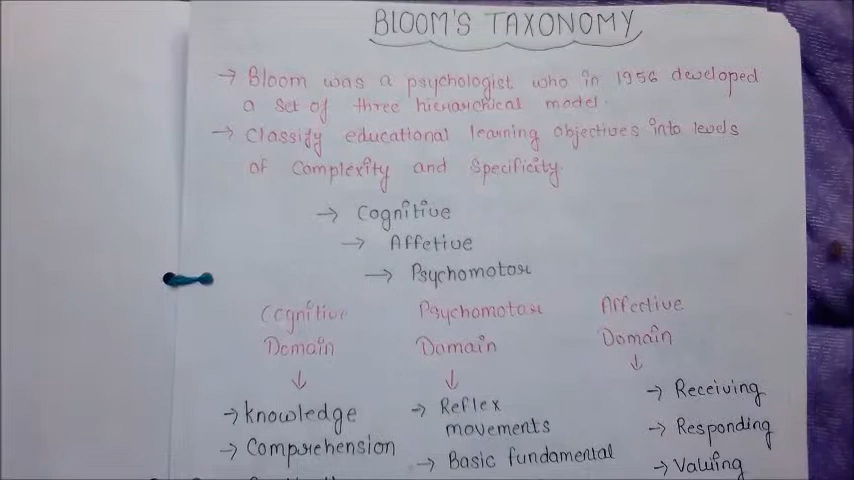 BLOOM'S TAXONOMY
→ Bloom was a psychologist who in 1956 developed
a set of three hierarchical model.
→ Classify educational learning objectives into levels
of Complexity and Specificity.
→ Cognitive
→ Affetive
→ Psychomotor
Cognitive Domain
↓
→ knowledge
→ Comprehension
Psychomotor Domain
↓
→ Reflex
movements
→ Basic fundamental
Affective Domain
↓
→ Receiving
→ Responding
→ Valuing